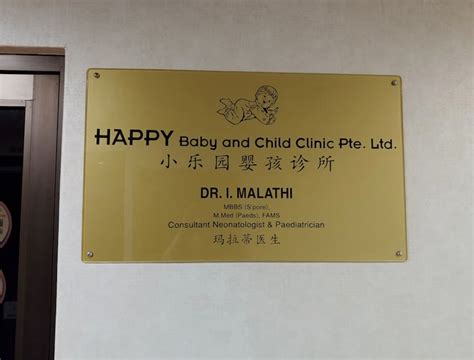 HAPPY Baby and Child Clinic Pte. Ltd.
小乐园婴孩诊所
DR. I. MALATHI
MBBS (S'pore),
M.Med (Paeds), FAMS
Consultant Neonatologist & Paediatrician
玛拉蒂医生